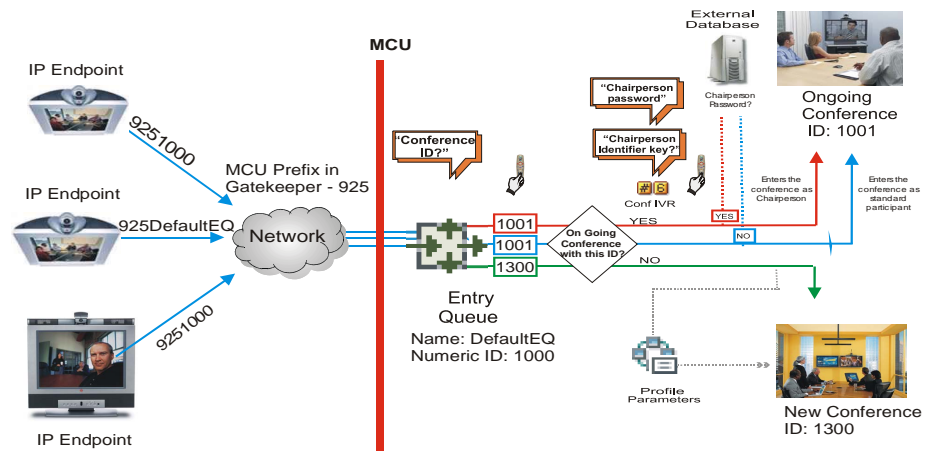 External
Database
MCU
IP Endpoint
9251000
"Chairperson
password"
Chairperson
Password?
Ongoing
Conference
ID: 1001
"Conference
ID?"
"Chairperson
Identifier key?"
MCU Prefix in
Gatekeeper - 925
# 6
Conf IVR
Enters the
conference as
Chairperson
Enters the
conference as
standard
participant
IP Endpoint
925DefaultEQ
Network
1001
YES
YES
1001
On Going
Conference
with this ID?
NO
1300
NO
9251000
Entry
Queue
Name: DefaultEQ
Numeric ID: 1000
Profile
Parameters
IP Endpoint
New Conference
ID: 1300